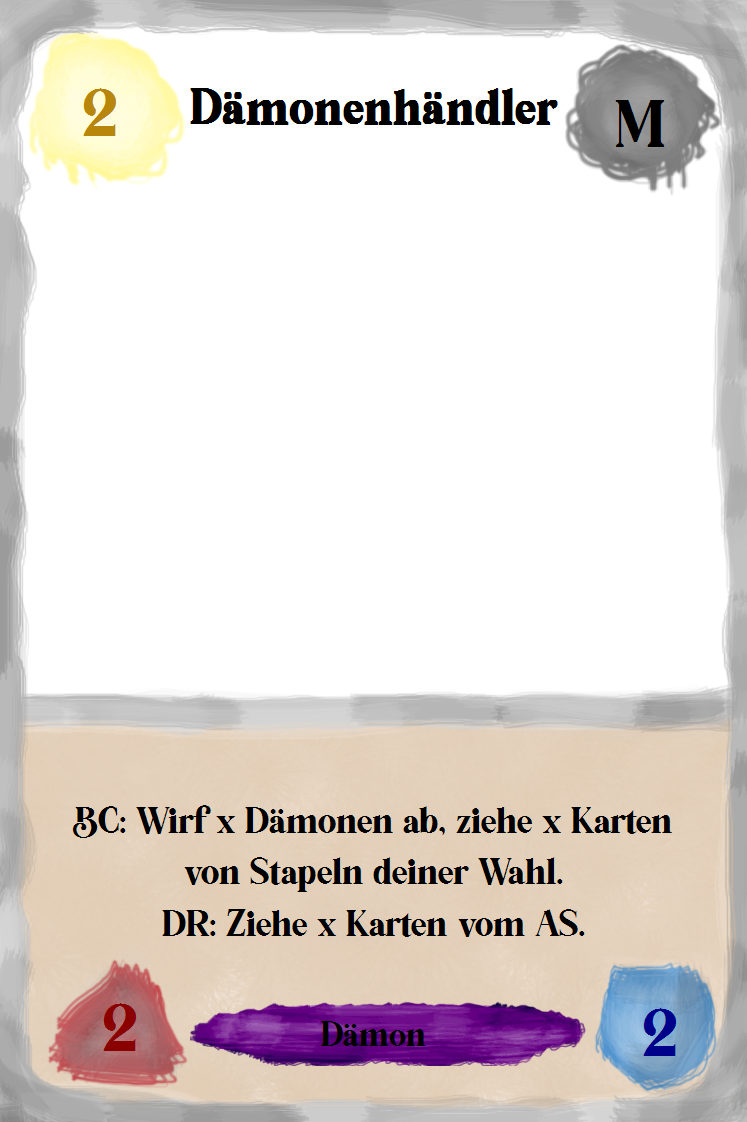 2
Dämonenhändler
M
BC: Wirf x Dämonen ab, ziehe x Karten
von Stapeln deiner Wahl.
DR: Ziehe x Karten vom AS.
2
Dämon
2